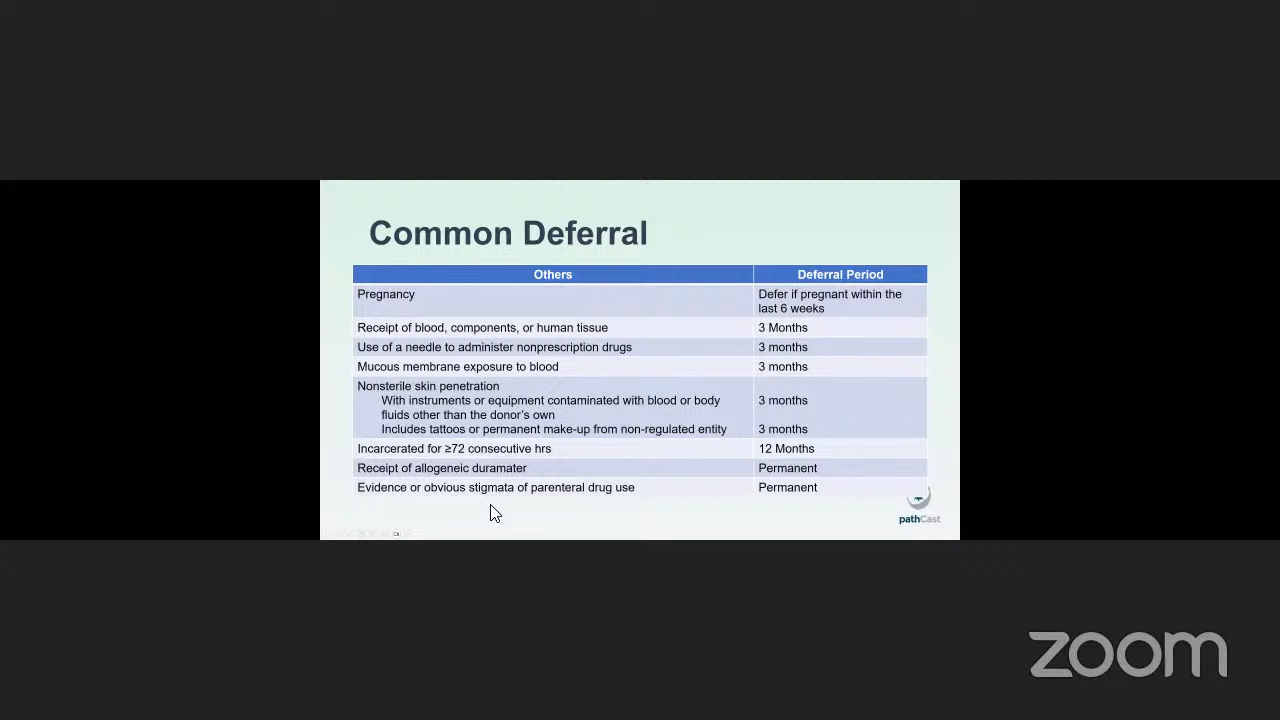 Common Deferral
Others Deferral Period
Pregnancy Defer if pregnant within the
last 6 weeks
Receipt of blood, components, or human tissue 3 Months
Use of a needle to administer nonprescription drugs 3 months
Mucous membrane exposure to blood 3 months
Nonsterile skin penetration
With instruments or equipment contaminated with blood or body 3 months
fluids other than the donor's own
Includes tattoos or permanent make-up from non-regulated entity 3 months
Incarcerated for ≥72 consecutive hrs 12 Months
Receipt of allogeneic duramater Permanent
Evidence or obvious stigmata of parenteral drug use Permanent
pathCast
zoom